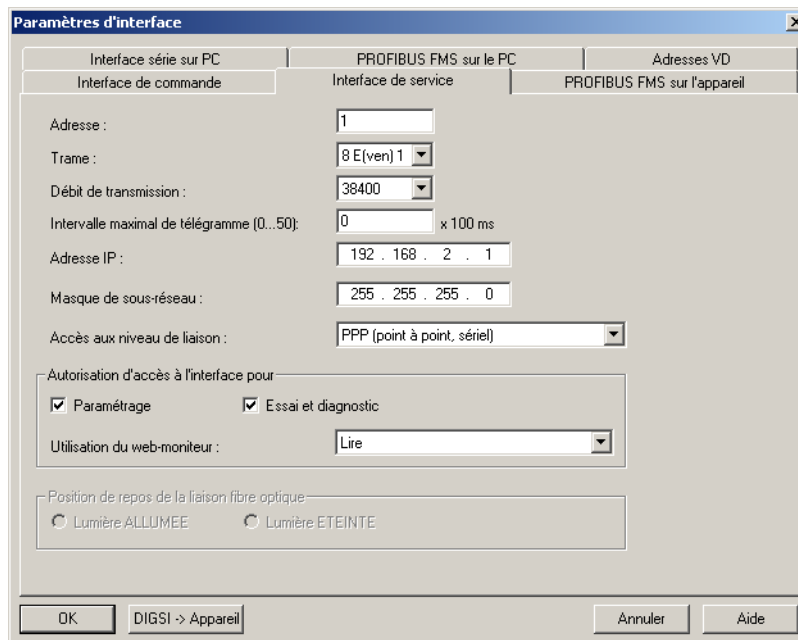 Paramètres d'interface
Interface série sur PC
PROFIBUS FMS sur le PC
Adresses VD
Interface de commande
Interface de service
PROFIBUS FMS sur l'appareil
Adresse : 1
Trame : 8 E(ven) 1
Débit de transmission : 38400
Intervalle maximal de télégramme (0...50): 0 x 100 ms
Adresse IP : 192 . 168 . 2 . 1
Masque de sous-réseau : 255 . 255 . 255 . 0
Accès aux niveau de liaison : PPP (point à point, sériel)
Autorisation d'accès à l'interface pour
Paramétrage
Essai et diagnostic
Utilisation du web-moniteur : Lire
Position de repos de la liaison fibre optique
Lumière ALLUMEE
Lumière ETEINTE
OK
DIGSI -> Appareil
Annuler
Aide